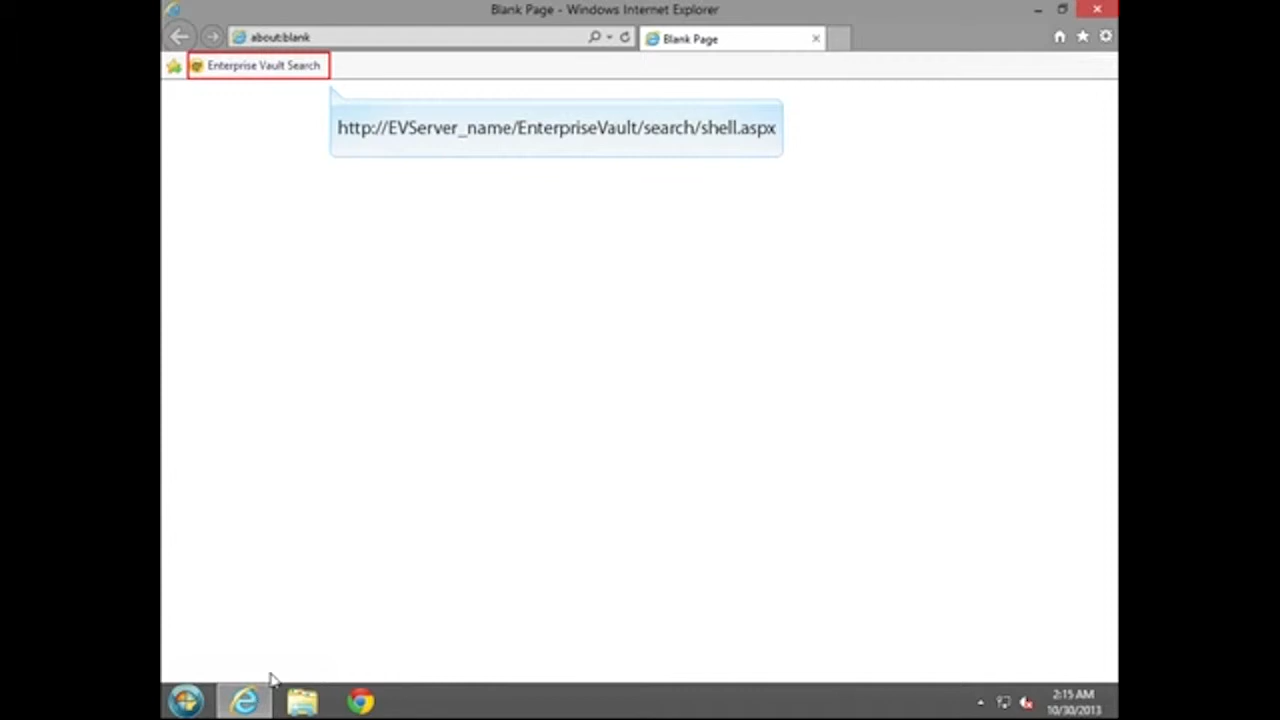 Blank Page - Windows Internet Explorer
about:blank
Blank Page
Enterprise Vault Search
http://EVServer_name/EnterpriseVault/search/shell.aspx
2:15 AM
10/30/2013